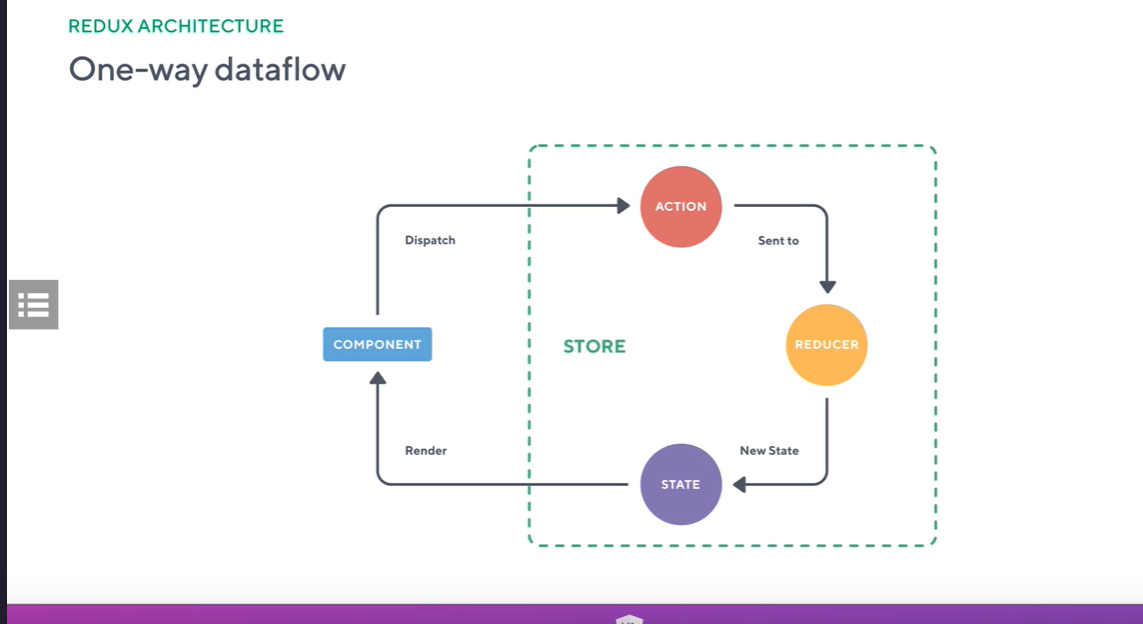 REDUX ARCHITECTURE
One-way dataflow
ACTION
Dispatch
Sent to
COMPONENT
STORE
REDUCER
Render
New State
STATE